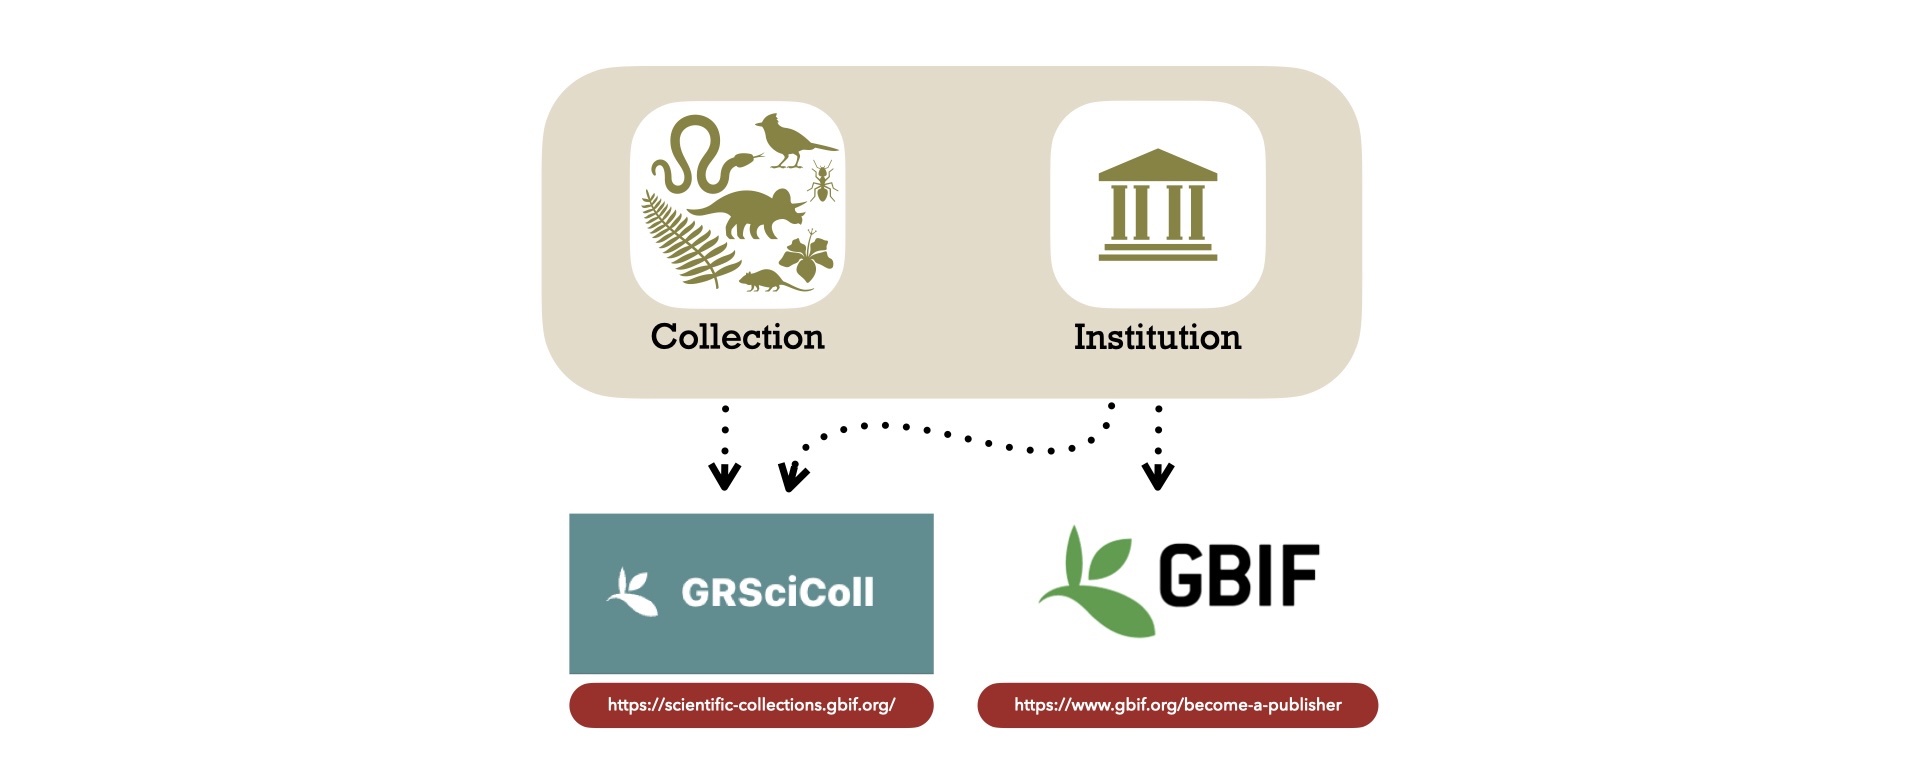 Collection
Institution
GRSciColl
GBIF
https://scientific-collections.gbif.org/
https://www.gbif.org/become-a-publisher